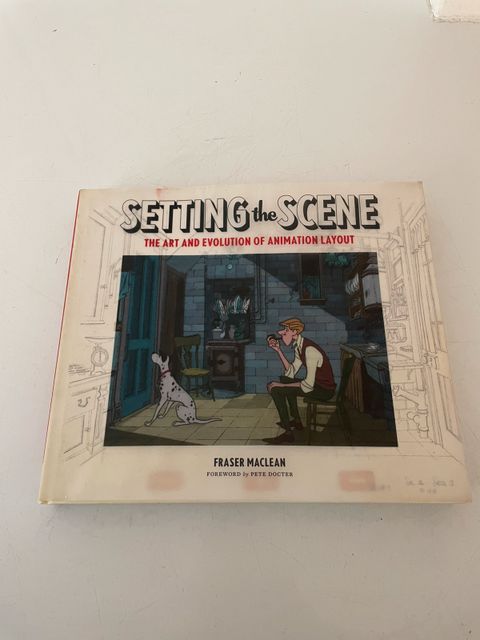 SETTING the SCENE
THE ART AND EVOLUTION OF ANIMATION LAYOUT
FRASER MACLEAN
FOREWORD by PETE DOCTER